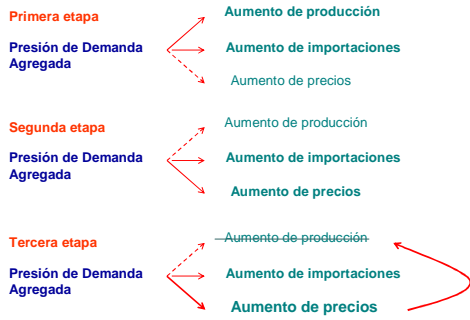 Primera etapa
Aumento de producción
Presión de Demanda
Agregada
Aumento de importaciones
Aumento de precios
Segunda etapa
Aumento de producción
Presión de Demanda
Agregada
Aumento de importaciones
Aumento de precios
Tercera etapa
Aumento de producción
Presión de Demanda
Agregada
Aumento de importaciones
Aumento de precios